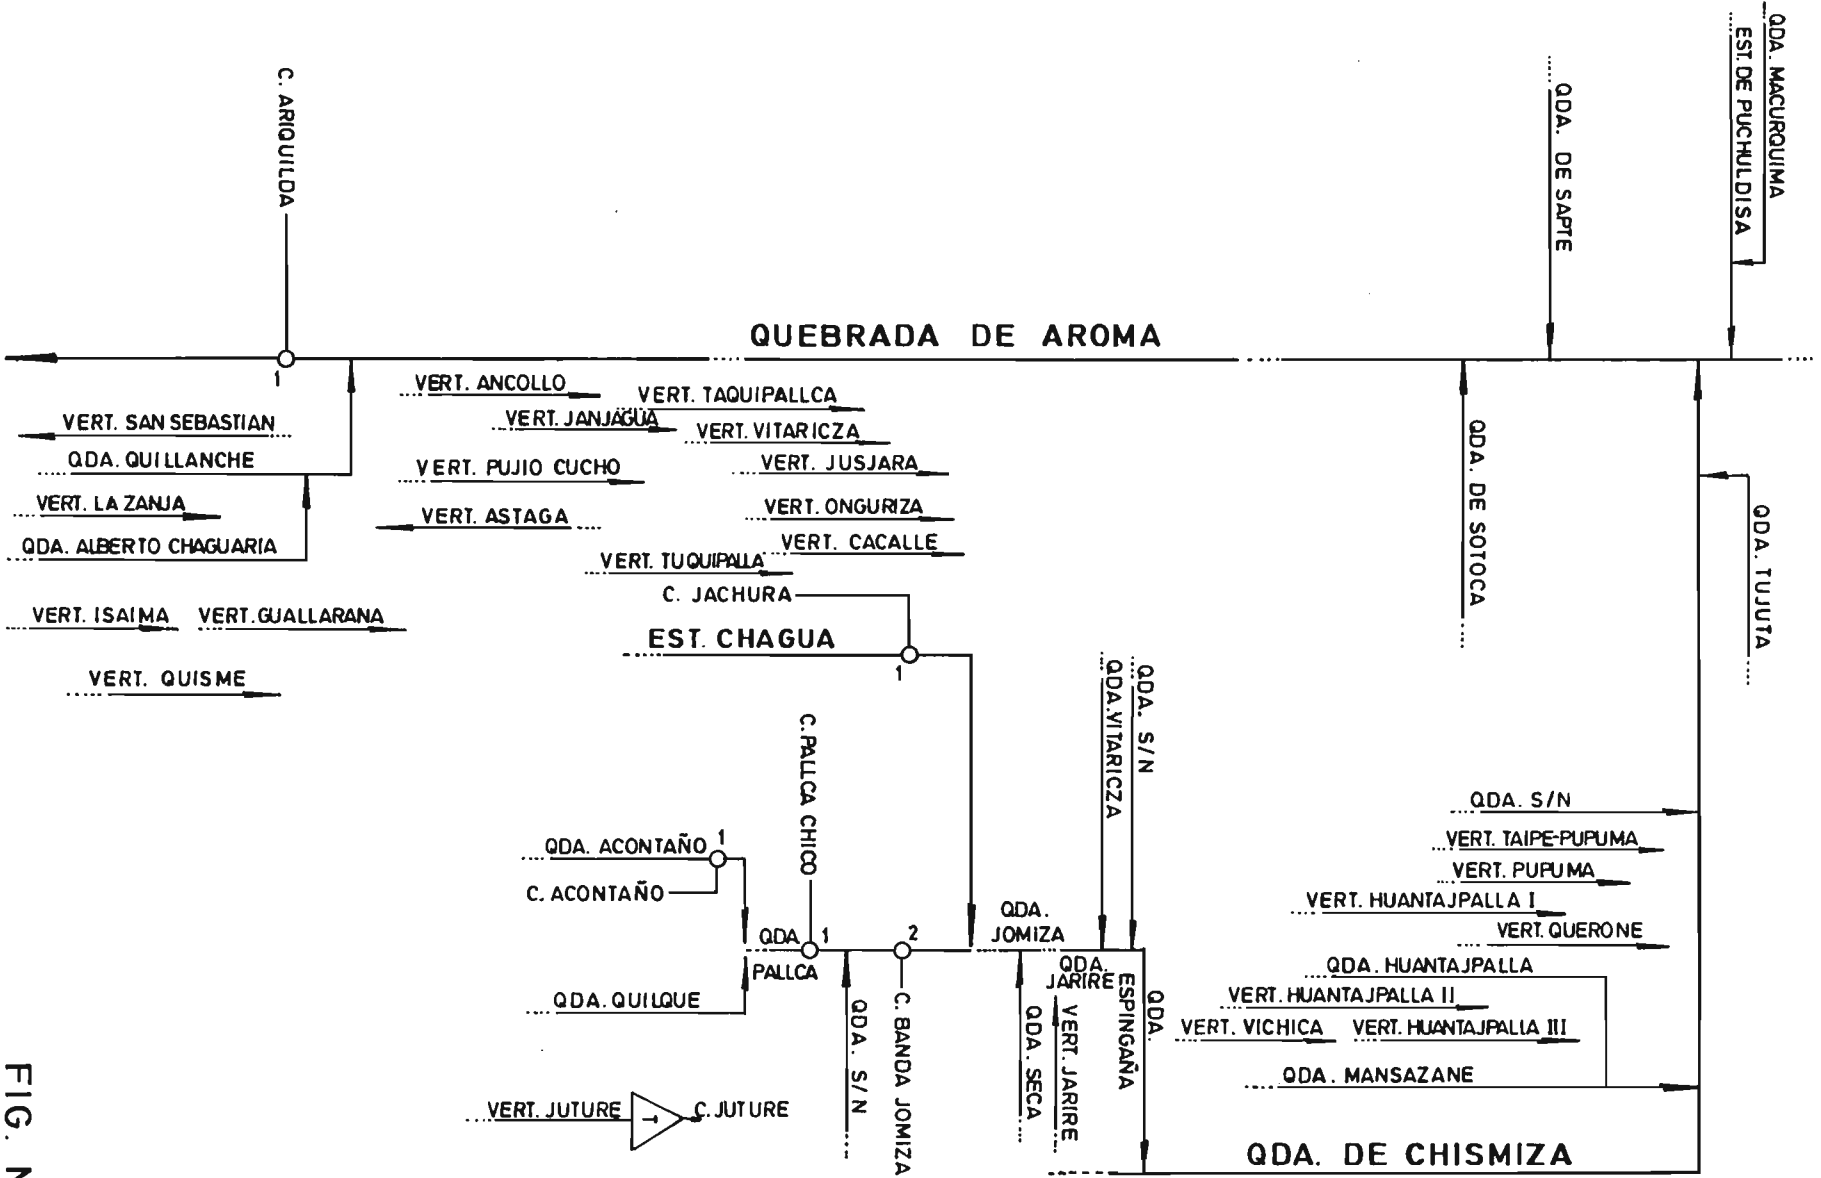 QDA. MACURQUIMA
EST. DE PUCHULDISA
QDA. DE SAPTE
C. ARIQUILDA
QUEBRADA DE AROMA
1
VERT. ANCOLLO
VERT. TAQUIPALLCA
VERT. SAN SEBASTIAN
VERT. JANJAGUA
VERT. VITARICZA
QDA. QUILLANCHE
VERT. PUJIO CUCHO
VERT. JUSJARA
VERT. LA ZANJA
VERT. ASTAGA
VERT. ONGURIZA
QDA. ALBERTO CHAGUARIA
VERT. CACALLE
VERT. TUQUIPALLA
C. JACHURA
VERT. ISAIMA
VERT. GUALLARANA
EST. CHAGUA
1
VERT. QUISME
QDA. DE SOTOCA
QDA. TUJUTA
QDA. S/N
QDA. VITARICZA
C. PALLCA CHICO
QDA. S/N
VERT. TAIPE-PUPUMA
VERT. PUPUMA
VERT. HUANTAJPALLA I
VERT. QUERONE
QDA. HUANTAJPALLA
VERT. HUANTAJPALLA II
VERT. VICHICA
VERT. HUANTAJPALLA III
QDA. MANSAZANE
QDA. ACONTAÑO
1
C. ACONTAÑO
QDA.
PALLCA
1
2
QDA.
JOMIZA
QDA.
JARIRE
QDA.
ESPINGAÑA
QDA. QUILQUE
QDA. S/N
C. BANDA JOMIZA
QDA. SECA
VERT. JARIRE
VERT. JUTURE
1
C. JUTURE
QDA. DE CHISMIZA
FIG. N